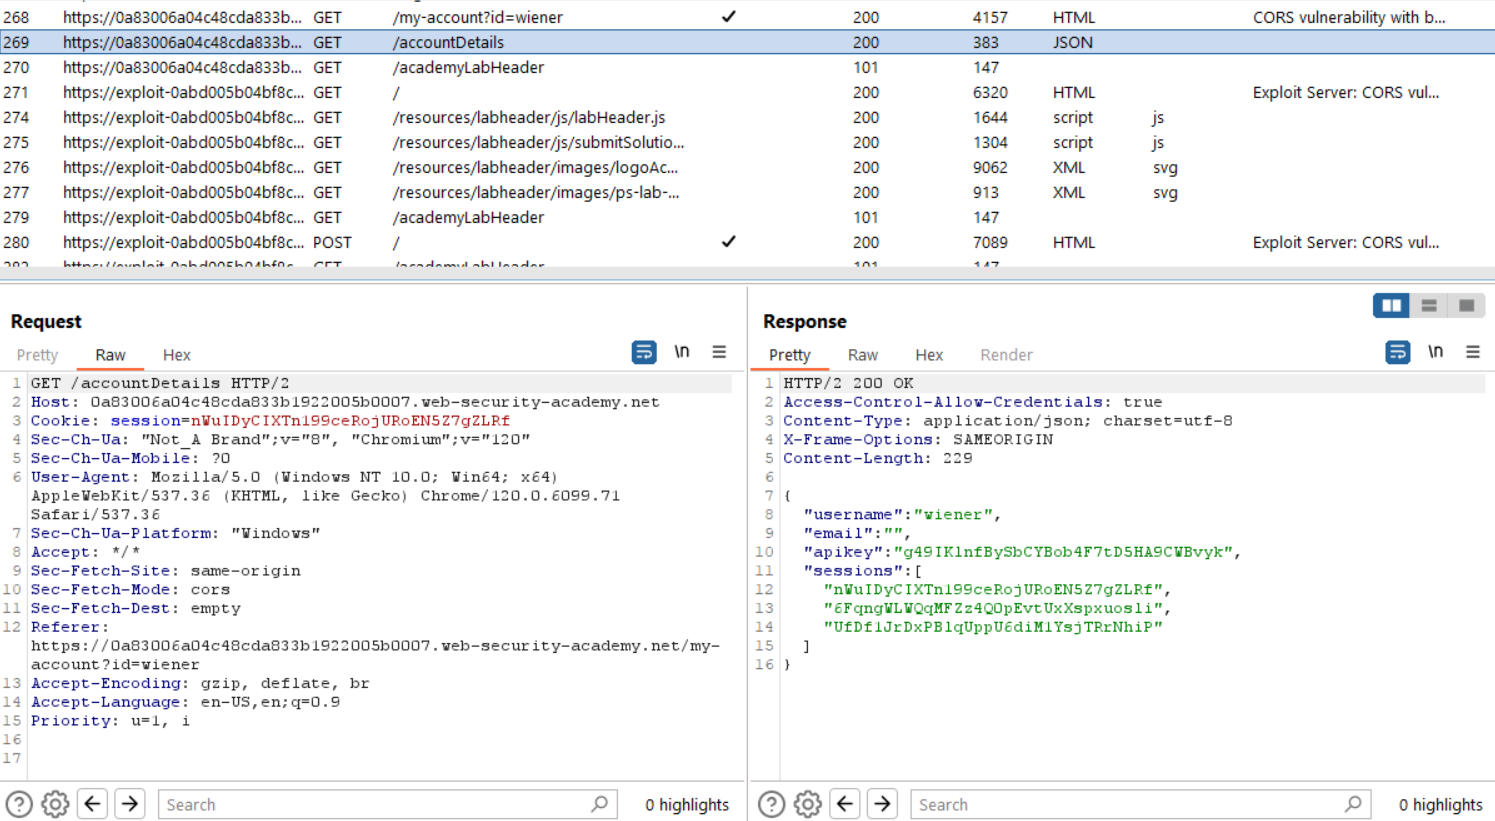 268 https://0a83006a04c48cda833b... GET /my-account?id=wiener ✓ 200 4157 HTML CORS vulnerability with b...
269 https://0a83006a04c48cda833b... GET /accountDetails 200 383 JSON
270 https://0a83006a04c48cda833b... GET /academyLabHeader 101 147
271 https://exploit-0abd005b04bf8c... GET / 200 6320 HTML Exploit Server: CORS vul...
274 https://exploit-0abd005b04bf8c... GET /resources/labheader/js/labHeader.js 200 1644 script js
275 https://exploit-0abd005b04bf8c... GET /resources/labheader/js/submitSolutio... 200 1304 script js
276 https://exploit-0abd005b04bf8c... GET /resources/labheader/images/logoAc... 200 9062 XML svg
277 https://exploit-0abd005b04bf8c... GET /resources/labheader/images/ps-lab-... 200 913 XML svg
279 https://exploit-0abd005b04bf8c... GET /academyLabHeader 101 147
280 https://exploit-0abd005b04bf8c... POST / ✓ 200 7089 HTML Exploit Server: CORS vul...
https://exploit-0abd005b04bf8c... GET /academyLabHeader 101 147
Request
Pretty Raw Hex \n
1 GET /accountDetails HTTP/2
2 Host: 0a83006a04c48cda833b1922005b0007.web-security-academy.net
3 Cookie: session=nWuIDyCIXTn199ceRojURoEN5Z7gZLRf
4 Sec-Ch-Ua: "Not_A Brand";v="8", "Chromium";v="120"
5 Sec-Ch-Ua-Mobile: ?0
6 User-Agent: Mozilla/5.0 (Windows NT 10.0; Win64; x64)
AppleWebKit/537.36 (KHTML, like Gecko) Chrome/120.0.6099.71
Safari/537.36
7 Sec-Ch-Ua-Platform: "Windows"
8 Accept: */*
9 Sec-Fetch-Site: same-origin
10 Sec-Fetch-Mode: cors
11 Sec-Fetch-Dest: empty
12 Referer:
https://0a83006a04c48cda833b1922005b0007.web-security-academy.net/my-
account?id=wiener
13 Accept-Encoding: gzip, deflate, br
14 Accept-Language: en-US,en;q=0.9
15 Priority: u=1, i
16
17
Search 0 highlights
Response
Pretty Raw Hex Render \n
1 HTTP/2 200 OK
2 Access-Control-Allow-Credentials: true
3 Content-Type: application/json; charset=utf-8
4 X-Frame-Options: SAMEORIGIN
5 Content-Length: 229
6
7 {
8 "username":"wiener",
9 "email":"",
10 "apikey":"g49IKlnfBySbCYBob4F7tD5HA9CWBvyk",
11 "sessions":[
12 "nWuIDyCIXTn199ceRojURoEN5Z7gZLRf",
13 "6FqngWLWQqMFZz4QOpEvtUxXspxuosli",
14 "UfDf1JrDxPBlqUppU6diM1YsjTRrNhiP"
15 ]
16 }
Search 0 highlights